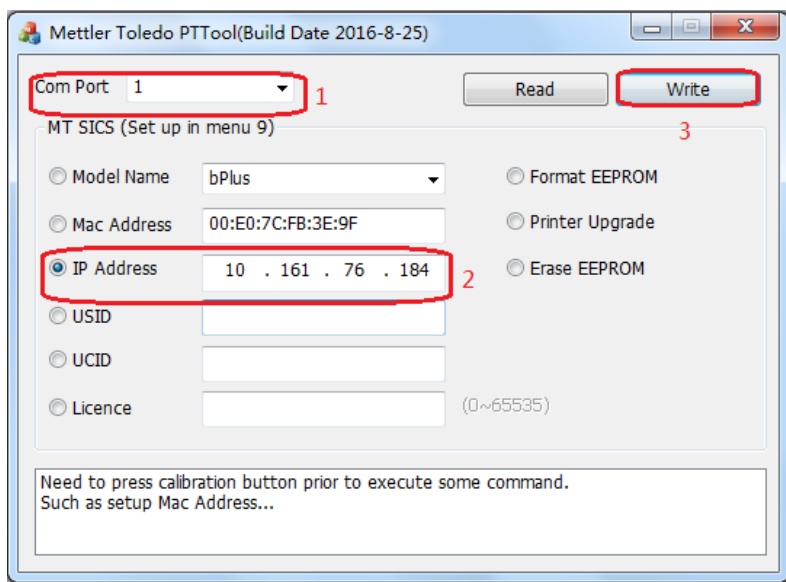 Mettler Toledo PTTool(Build Date 2016-8-25)
Com Port 1 1 Read Write
3
MT SICS (Set up in menu 9)
Model Name bPlus Format EEPROM
Mac Address 00:E0:7C:FB:3E:9F Printer Upgrade
IP Address 10 . 161 . 76 . 184 2 Erase EEPROM
USID
UCID
Licence (0~65535)
Need to press calibration button prior to execute some command.
Such as setup Mac Address...